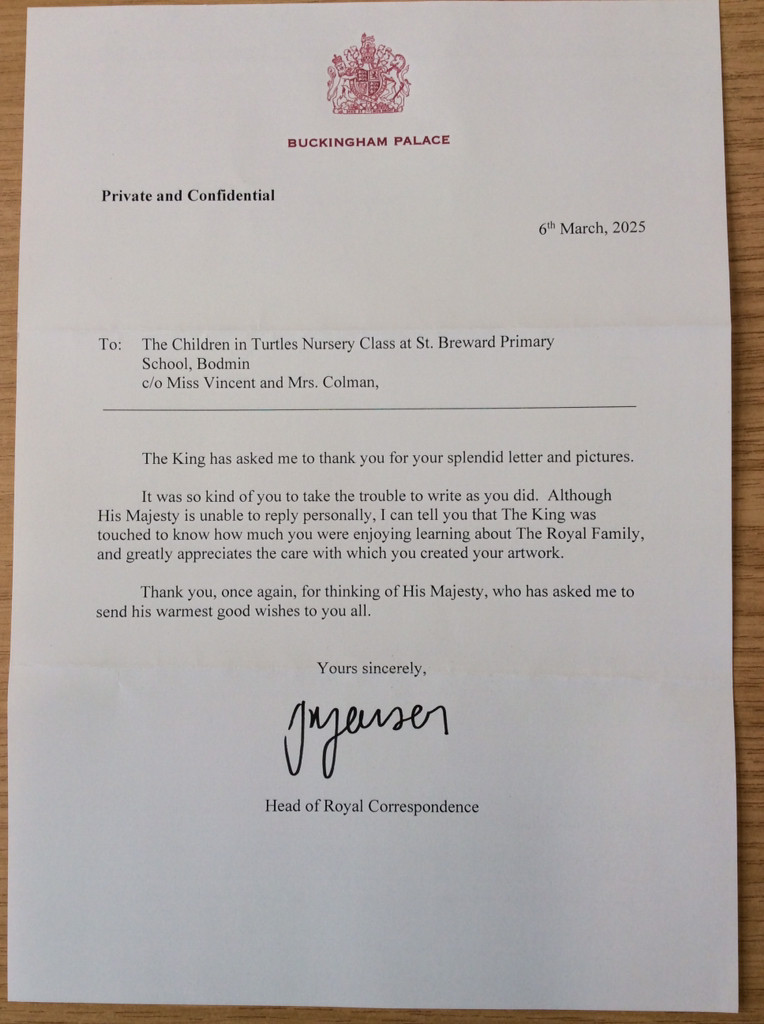 BUCKINGHAM PALACE
Private and Confidential
6th March, 2025
To: The Children in Turtles Nursery Class at St. Breward Primary
School, Bodmin
c/o Miss Vincent and Mrs. Colman,
The King has asked me to thank you for your splendid letter and pictures.
It was so kind of you to take the trouble to write as you did. Although
His Majesty is unable to reply personally, I can tell you that The King was
touched to know how much you were enjoying learning about The Royal Family,
and greatly appreciates the care with which you created your artwork.
Thank you, once again, for thinking of His Majesty, who has asked me to
send his warmest good wishes to you all.
Yours sincerely,
Head of Royal Correspondence